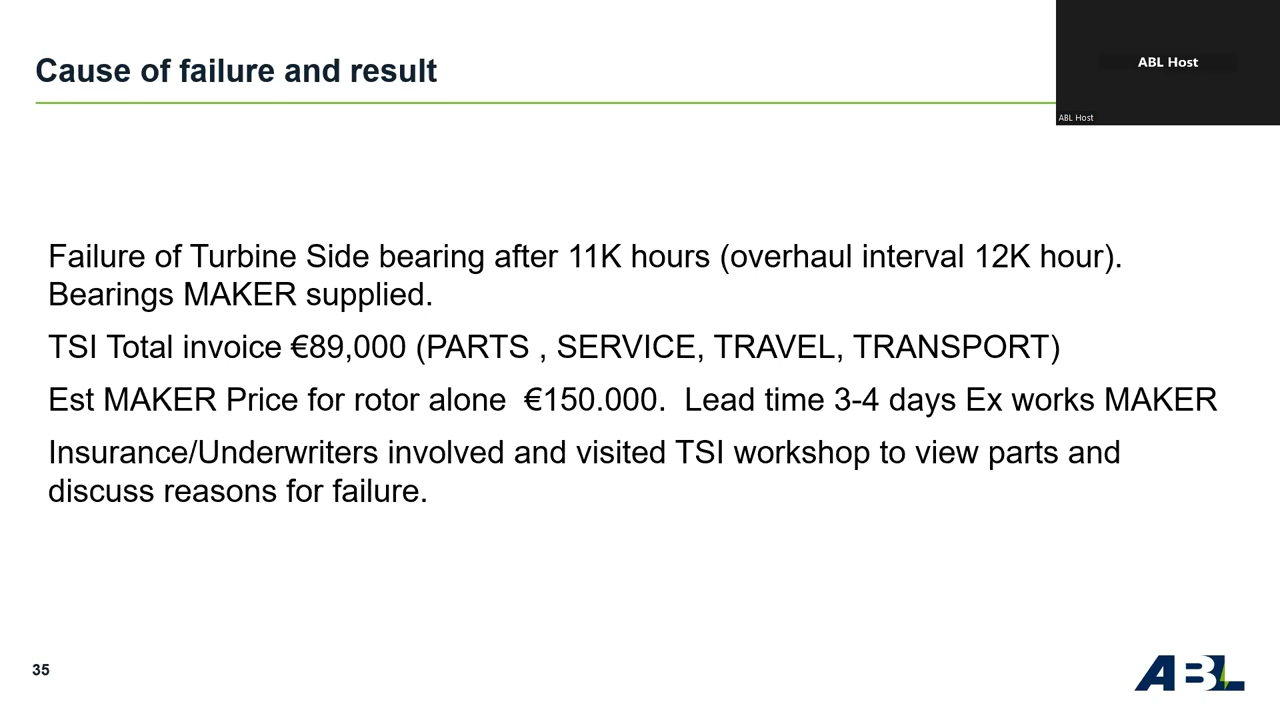 Cause of failure and result
ABL Host
ABL Host
Failure of Turbine Side bearing after 11K hours (overhaul interval 12K hour).
Bearings MAKER supplied.
TSI Total invoice €89,000 (PARTS , SERVICE, TRAVEL, TRANSPORT)
Est MAKER Price for rotor alone  €150.000.  Lead time 3-4 days Ex works MAKER
Insurance/Underwriters involved and visited TSI workshop to view parts and
discuss reasons for failure.
35
ABL